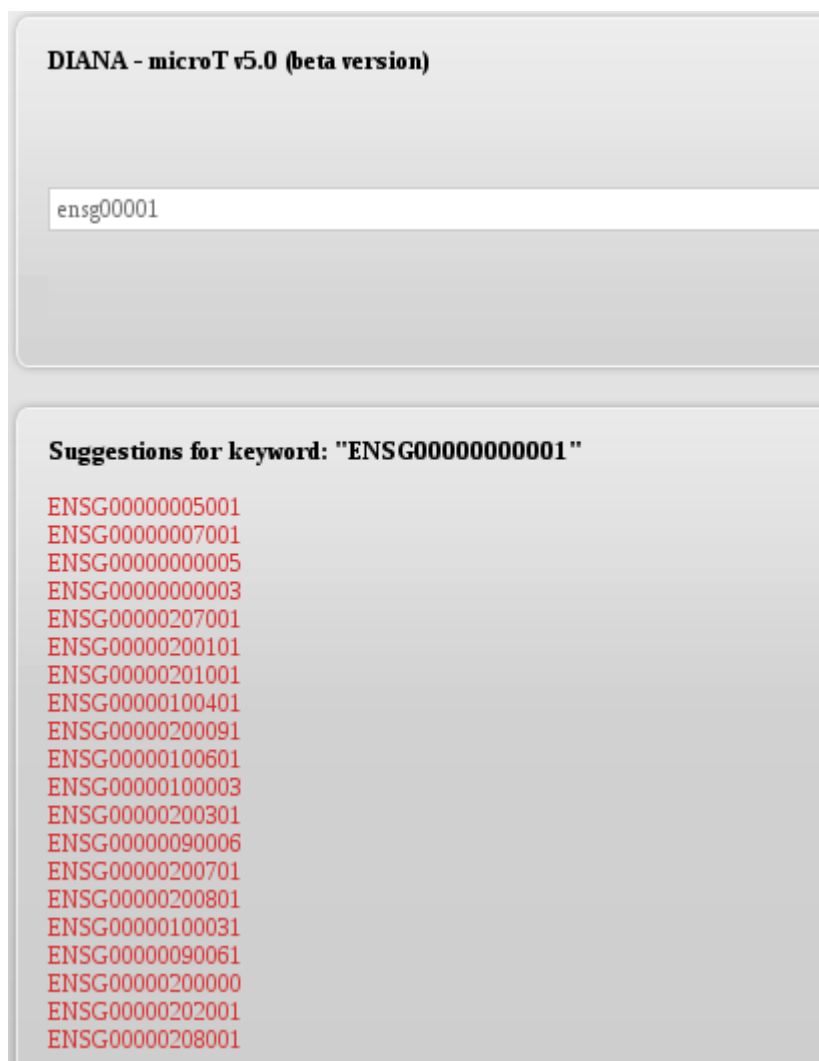 DIANA - microT v5.0 (beta version)
ensg00001
Suggestions for keyword: "ENSG00000000001"
ENSG00000005001
ENSG00000007001
ENSG00000000005
ENSG00000000003
ENSG00000207001
ENSG00000200101
ENSG00000201001
ENSG00000100401
ENSG00000200091
ENSG00000100601
ENSG00000100003
ENSG00000200301
ENSG00000090006
ENSG00000200701
ENSG00000200801
ENSG00000100031
ENSG00000090061
ENSG00000200000
ENSG00000202001
ENSG00000208001